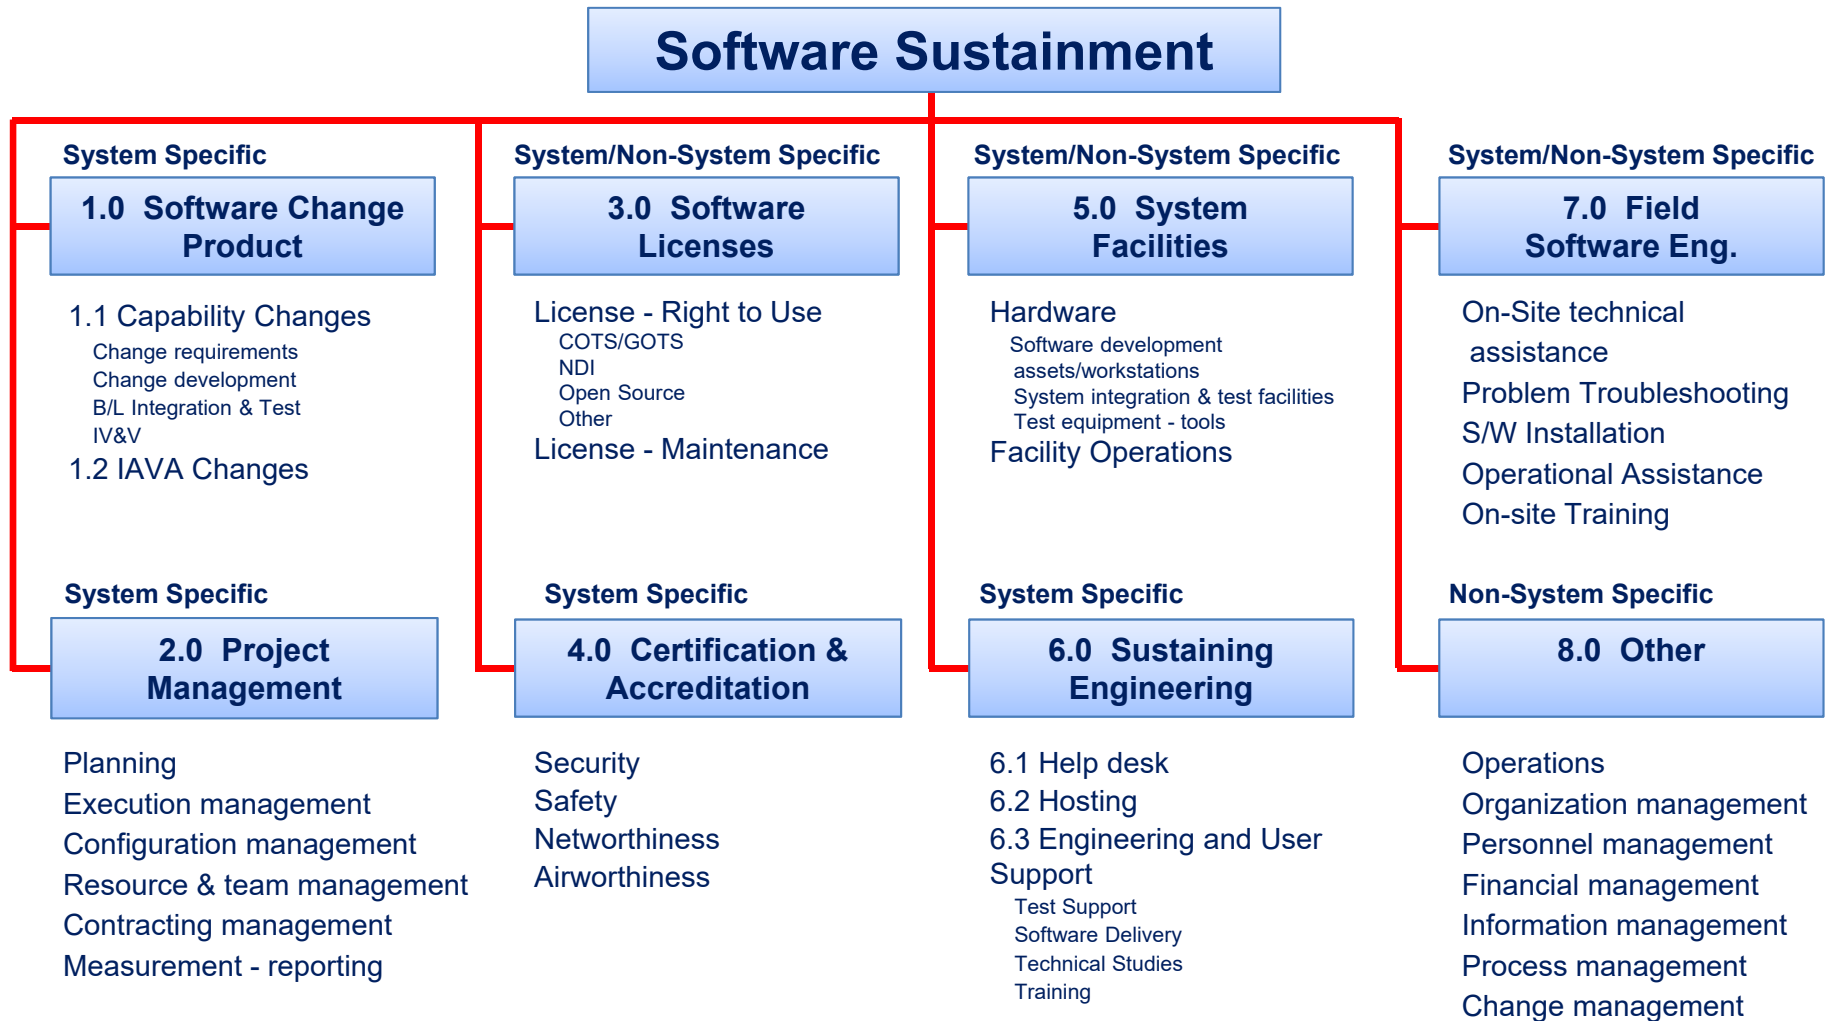 Software Sustainment
System Specific
1.0 Software Change
Product
1.1 Capability Changes
Change requirements
Change development
B/L Integration & Test
IV&V
1.2 IAVA Changes
System Specific
2.0 Project
Management
Planning
Execution management
Configuration management
Resource & team management
Contracting management
Measurement - reporting
System/Non-System Specific
3.0 Software
Licenses
License - Right to Use
COTS/GOTS
NDI
Open Source
Other
License - Maintenance
System Specific
4.0 Certification &
Accreditation
Security
Safety
Networthiness
Airworthiness
System/Non-System Specific
5.0 System
Facilities
Hardware
Software development
assets/workstations
System integration & test facilities
Test equipment - tools
Facility Operations
System Specific
6.0 Sustaining
Engineering
6.1 Help desk
6.2 Hosting
6.3 Engineering and User
Support
Test Support
Software Delivery
Technical Studies
Training
System/Non-System Specific
7.0 Field
Software Eng.
On-Site technical
assistance
Problem Troubleshooting
S/W Installation
Operational Assistance
On-site Training
Non-System Specific
8.0 Other
Operations
Organization management
Personnel management
Financial management
Information management
Process management
Change management